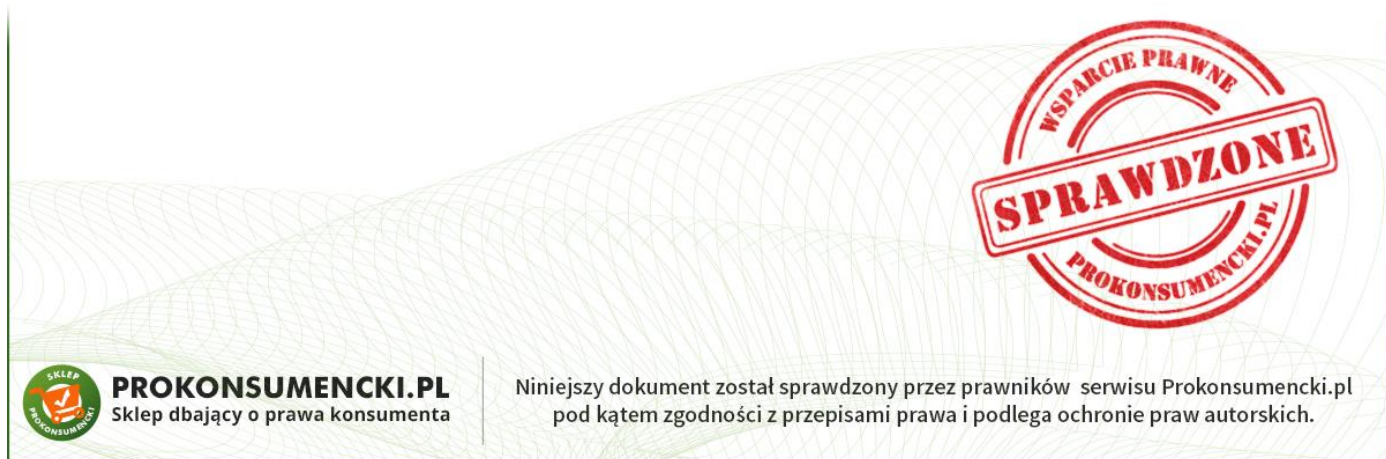 WSPARCIE PRAWNE
SPRAWDZONE
PROKONSUMENCKI.PL
SKLEP
PROKONSUMENCKI
PROKONSUMENCKI.PL
Sklep dbający o prawa konsumenta
Niniejszy dokument został sprawdzony przez prawników serwisu Prokonsumencki.pl
pod kątem zgodności z przepisami prawa i podlega ochronie praw autorskich.